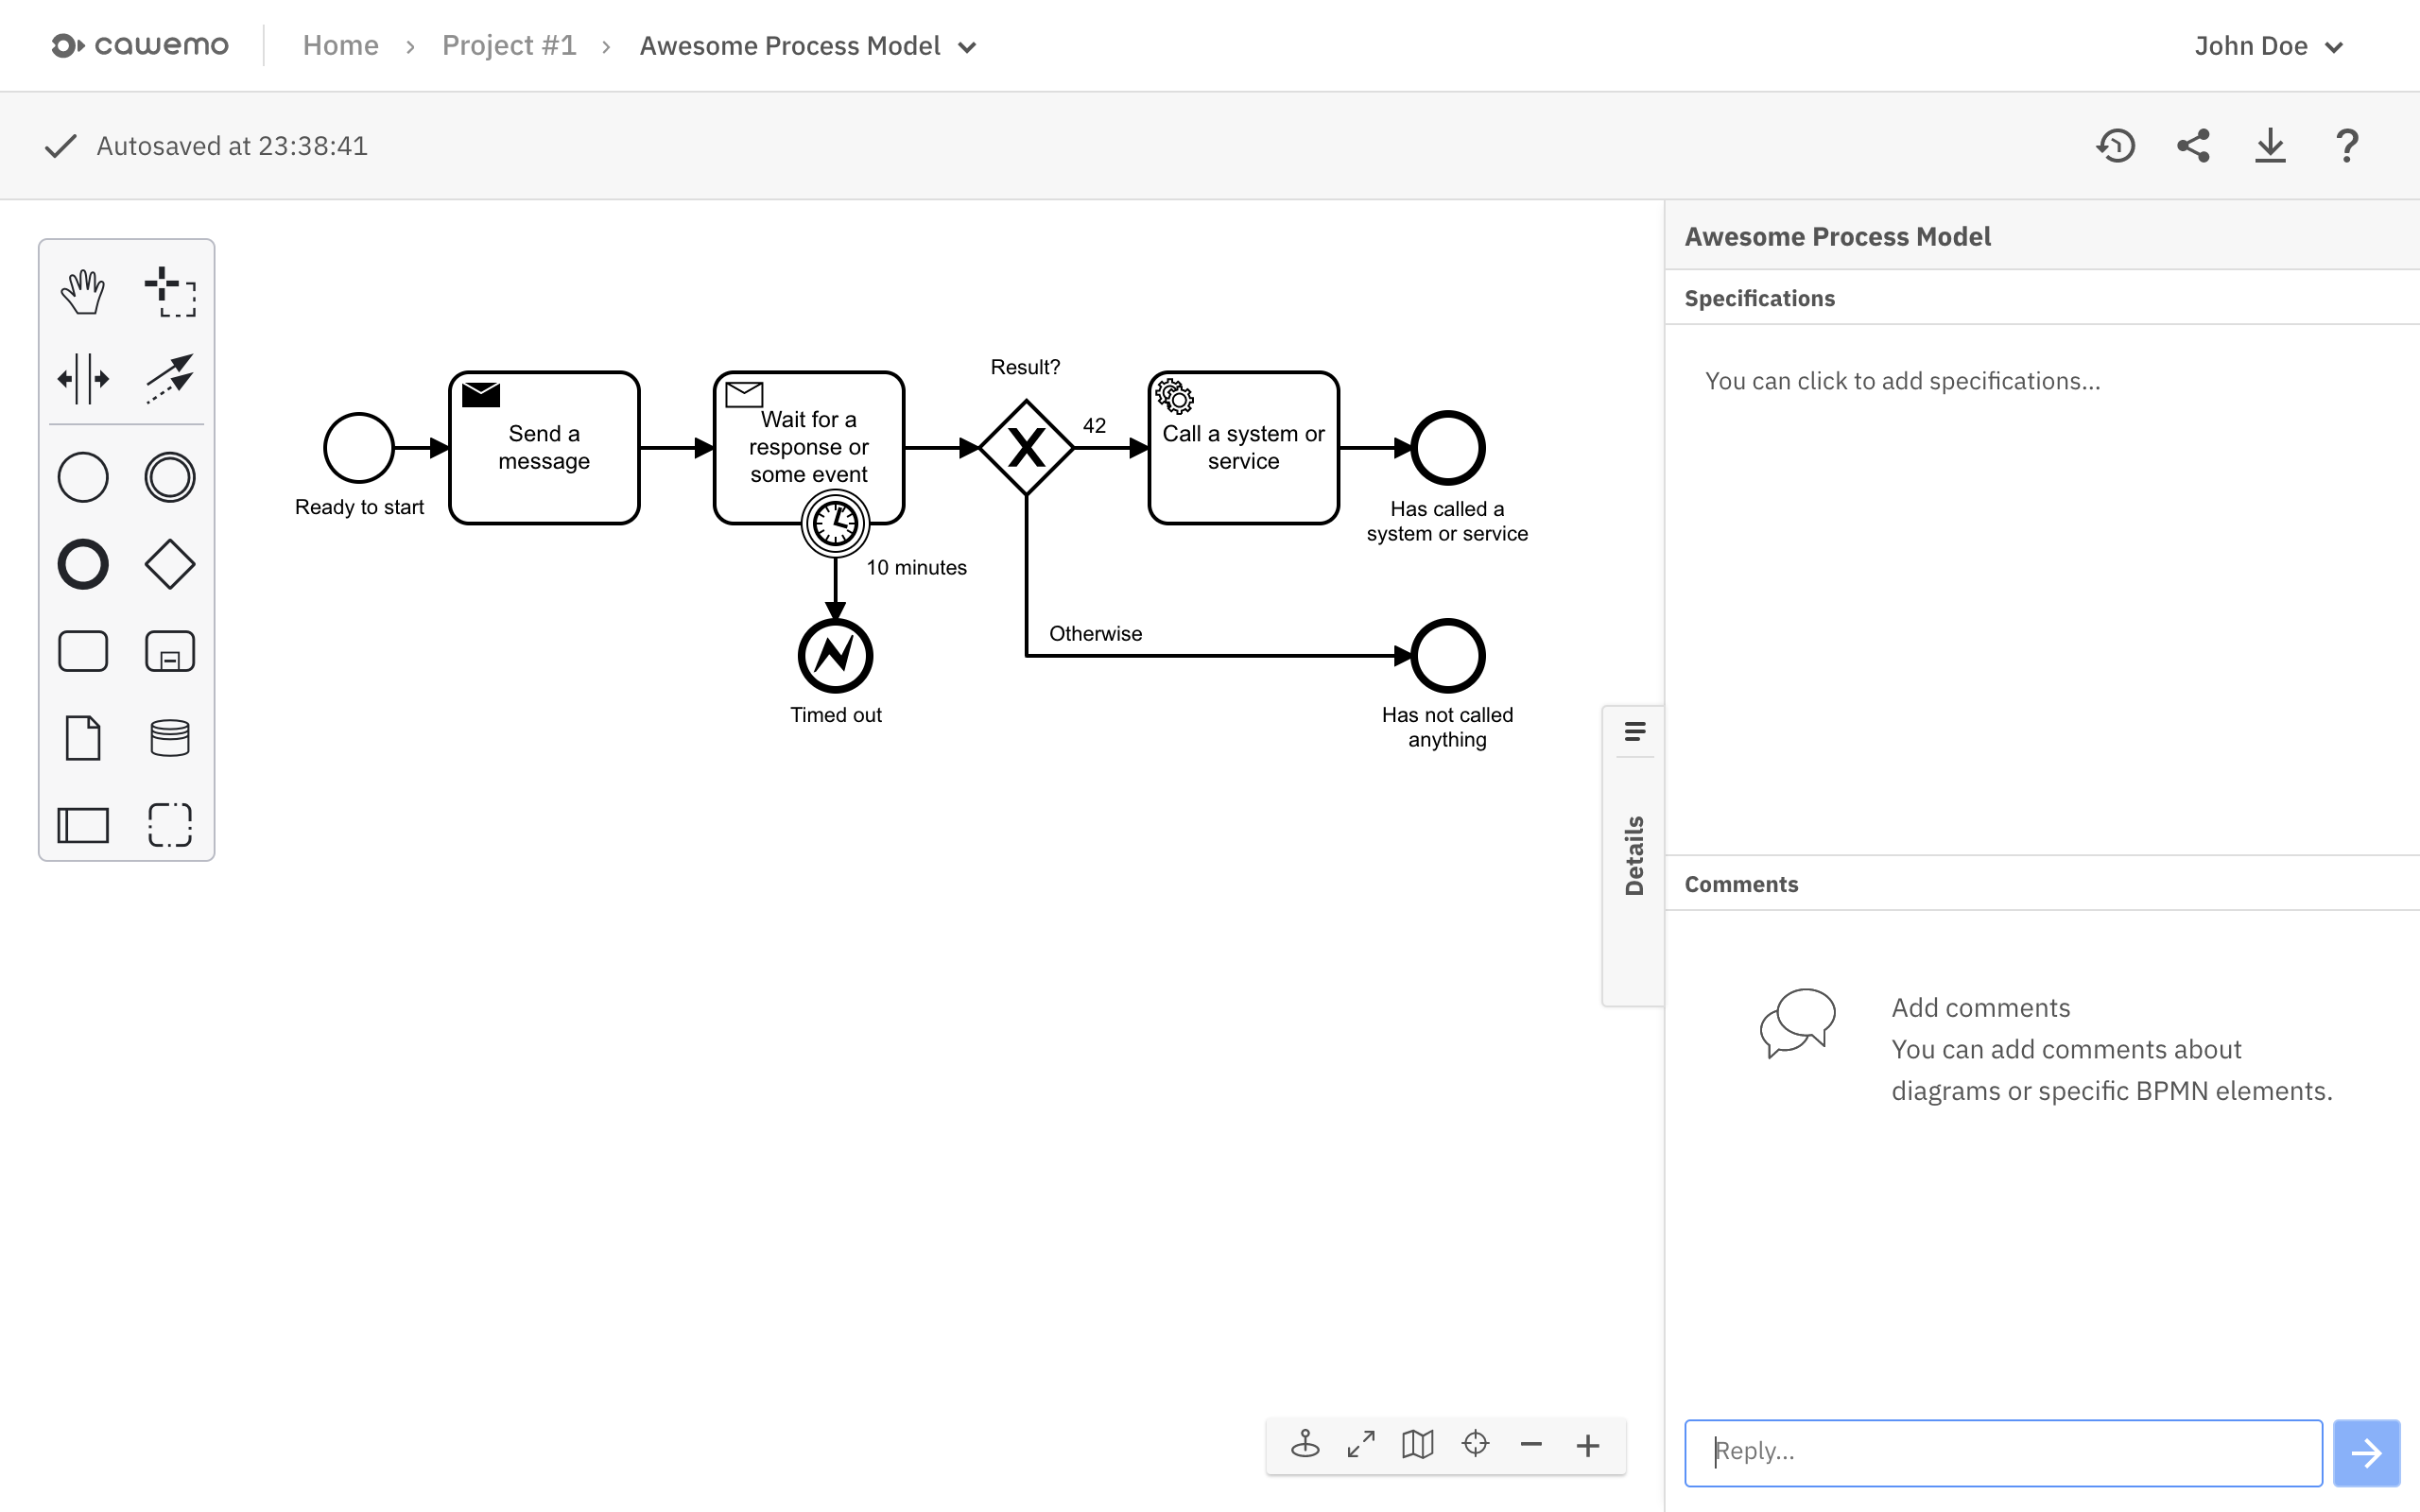 cawemo
Home › Project #1 › Awesome Process Model
John Doe
Autosaved at 23:38:41
?
Awesome Process Model
Specifications
You can click to add specifications...
Result?
Send a
message
Wait for a
response or
some event
42
Call a system or
service
Ready to start
Has called a
system or service
10 minutes
Otherwise
Timed out
Has not called
anything
Details
Comments
Add comments
You can add comments about
diagrams or specific BPMN elements.
Reply...